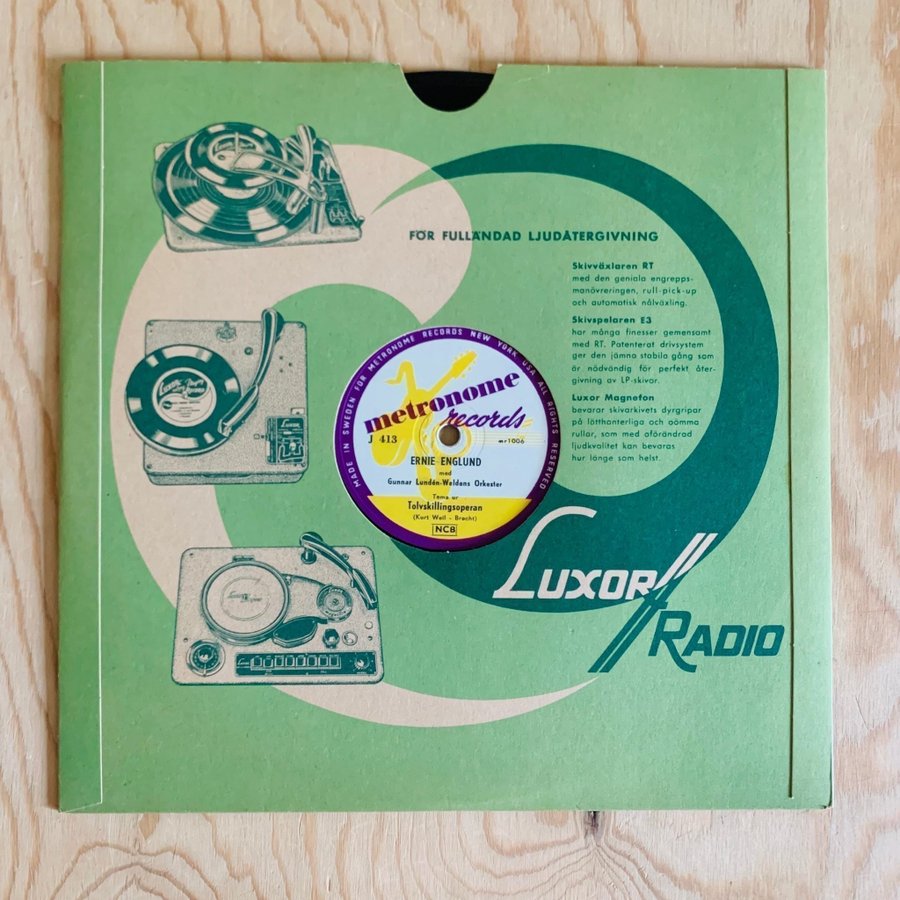 FÖR FULLÄNDAD LJUDÅTERGIVNING
Skivväxlaren RT
med den geniala engrepps-
manövreringen, rull-pick-up
och automatisk nålväxling.
Skivspelaren E3
har många finesser gemensamt
med RT. Patenterat drivsystem
ger den jämna stabila gång som
är nödvändig för perfekt åter-
givning av LP-skivor.
Luxor Magnefon
bevarar skivarkivets dyrgripar
på lätthanterliga och oömma
rullar, som med oförändrad
ljudkvalitet kan bevaras
hur länge som helst.
MADE IN SWEDEN FOR METRONOME RECORDS NEW YORK, USA ALL RIGHTS RESERVED
metronome
records
J 413
mr1006
ERNIE ENGLUND
med
Gunnar Lundén-Weldens Orkester
Tema ur
Tolvskillingsoperan
(Kurt Weil - Brecht)
NCB
LUXOR
RADIO